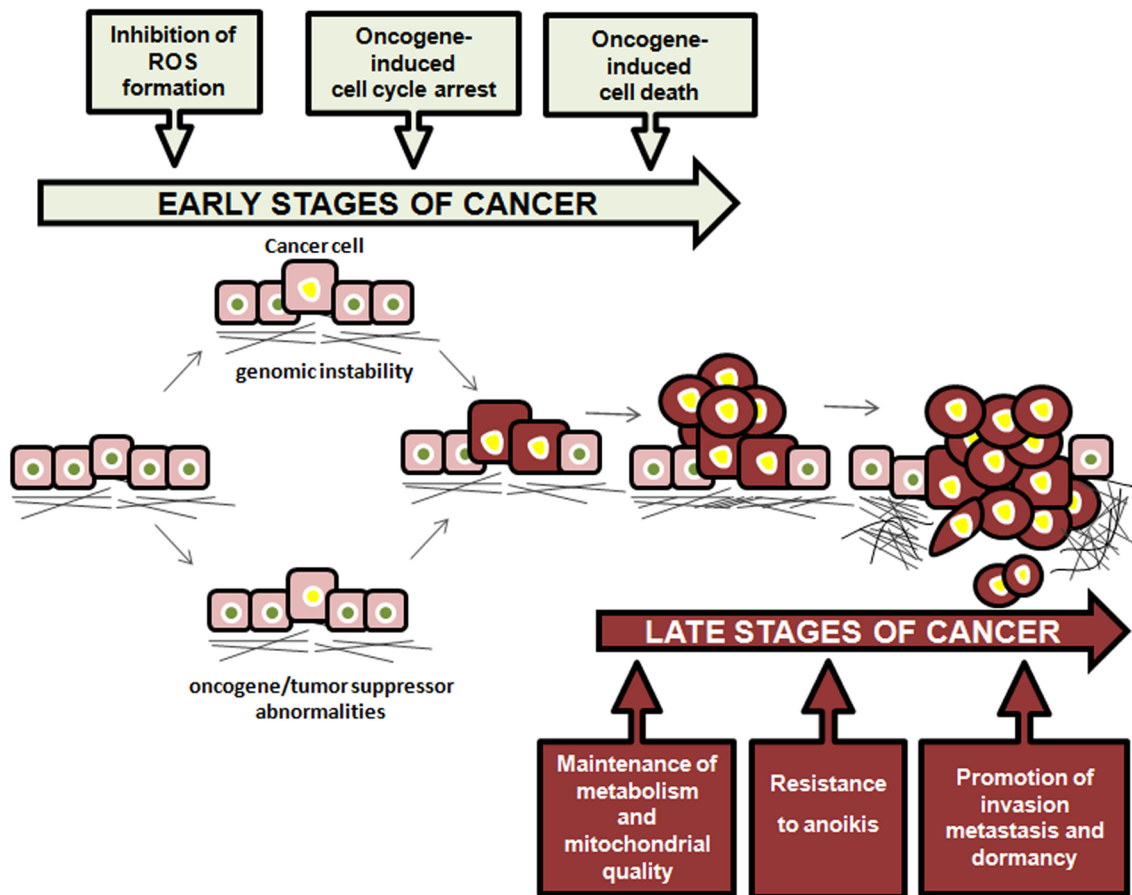 Inhibition of
ROS
formation
Oncogene-
induced
cell cycle arrest
Oncogene-
induced
cell death
EARLY STAGES OF CANCER
Cancer cell
genomic instability
oncogene/tumor suppressor
abnormalities
LATE STAGES OF CANCER
Maintenance of
metabolism
and
mitochondrial
quality
Resistance
to anoikis
Promotion of
invasion
metastasis and
dormancy